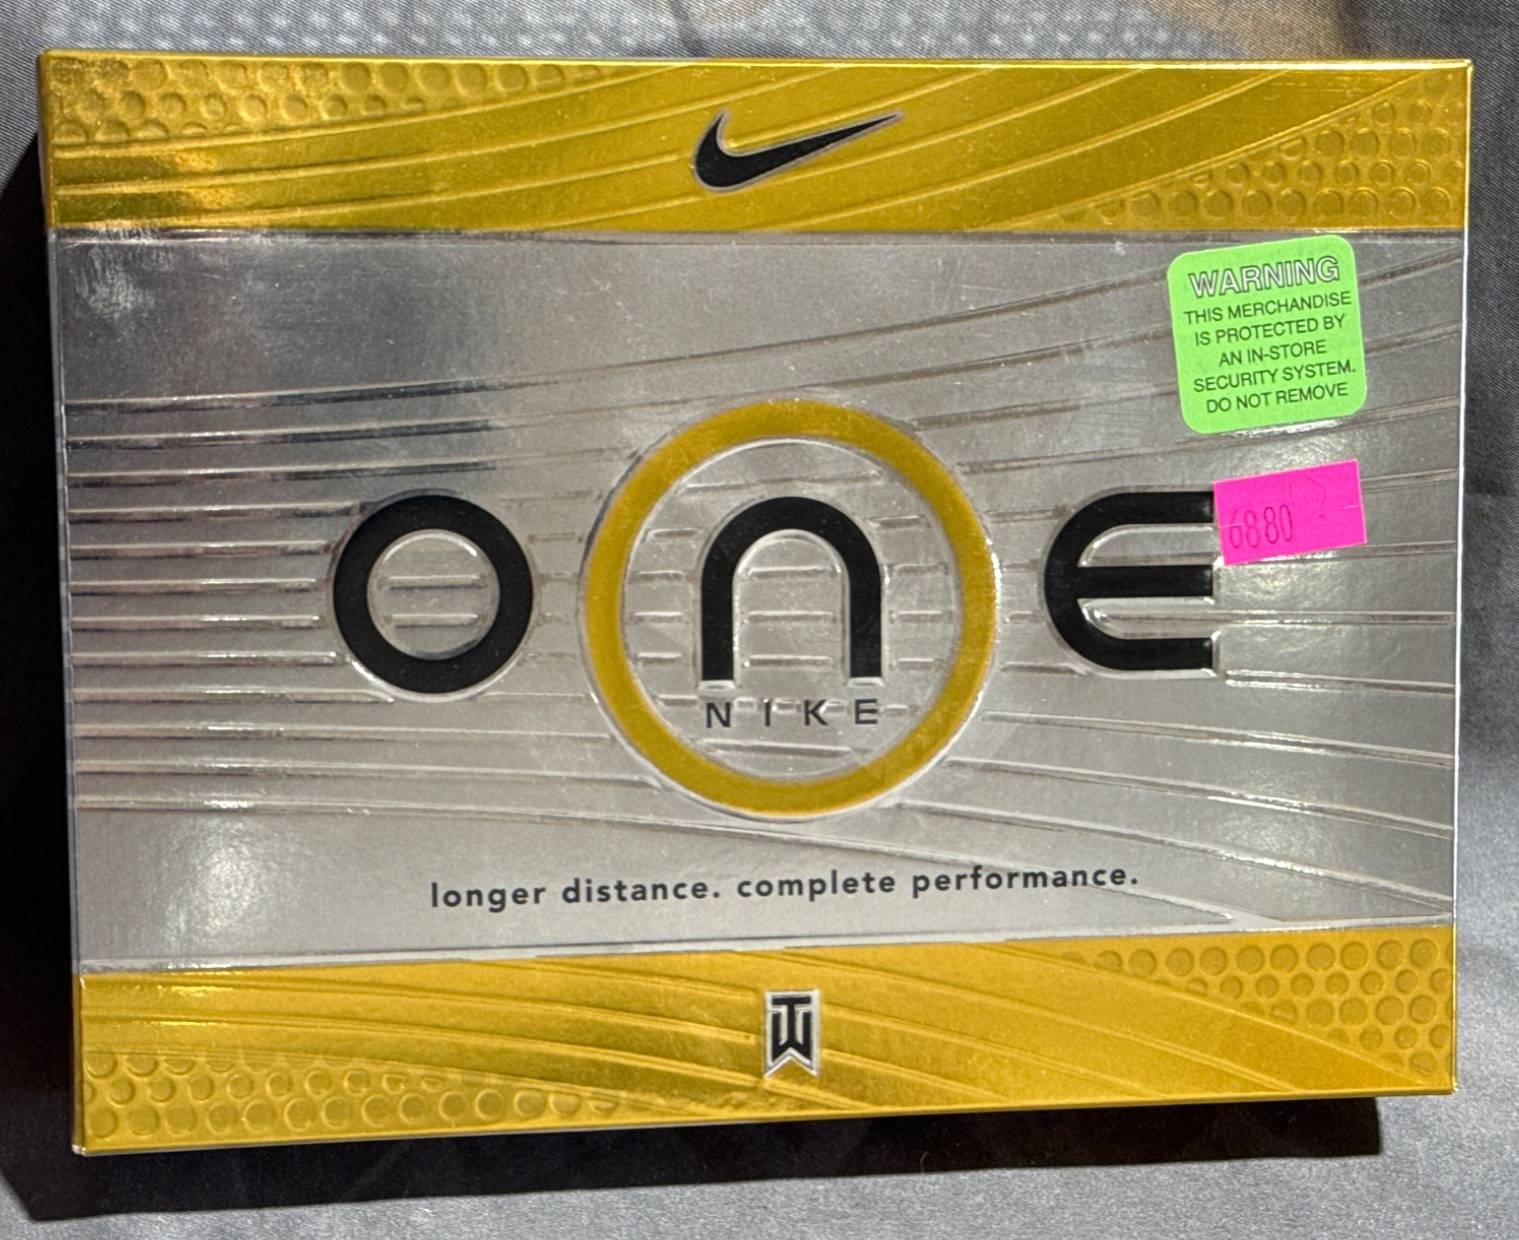 WARNING
THIS MERCHANDISE
IS PROTECTED BY
AN IN-STORE
SECURITY SYSTEM.
DO NOT REMOVE
6880
one
NIKE
longer distance. complete performance.
TW